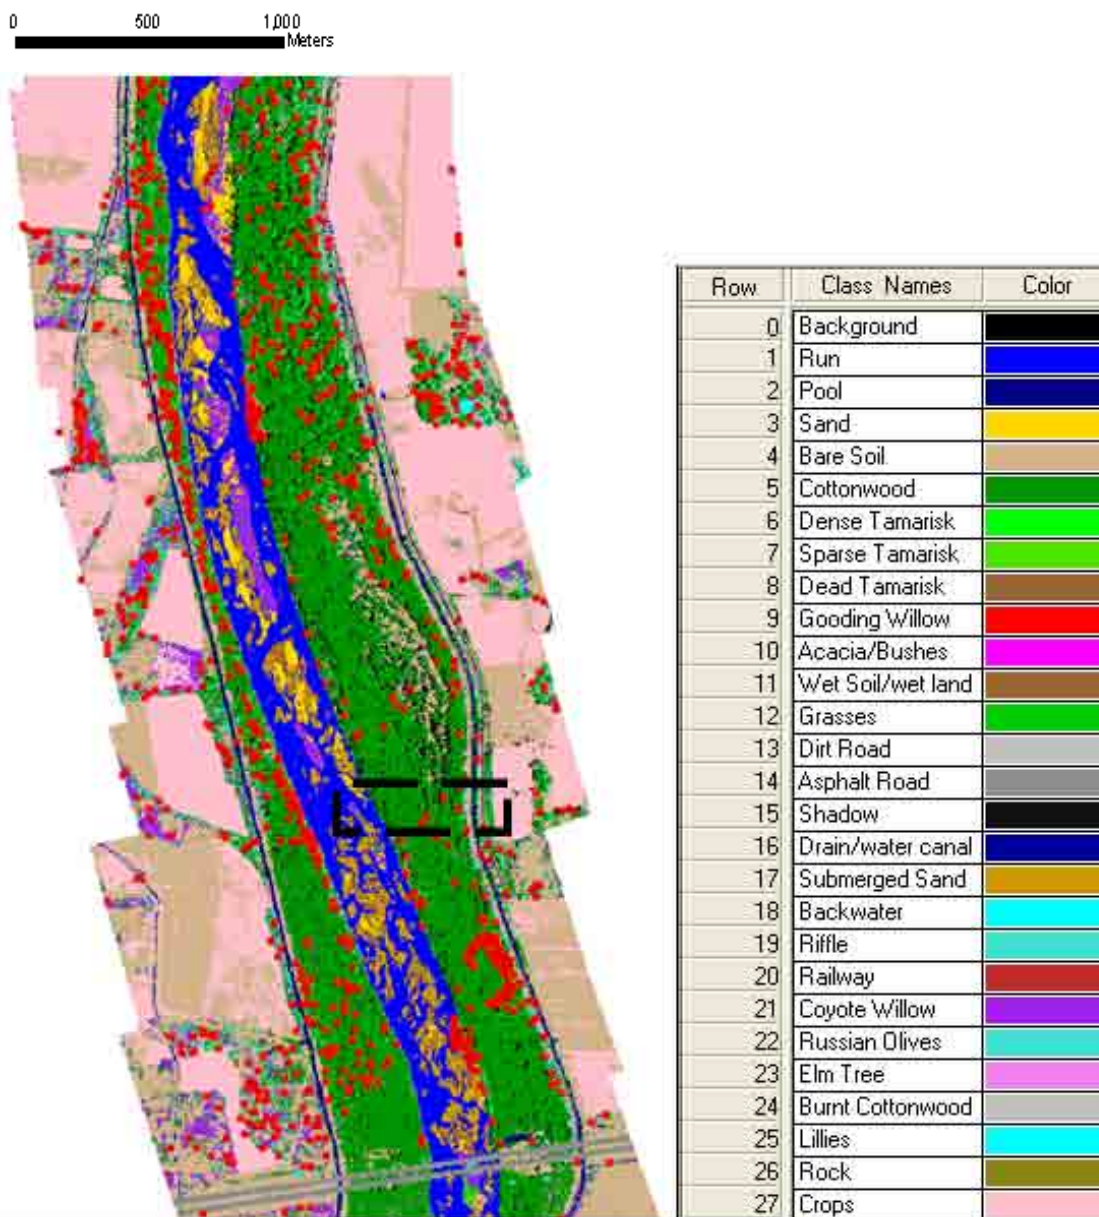 0 500 1,000
Meters
Row Class Names Color
0 Background
1 Run
2 Pool
3 Sand
4 Bare Soil
5 Cottonwood
6 Dense Tamarisk
7 Sparse Tamarisk
8 Dead Tamarisk
9 Gooding Willow
10 Acacia/Bushes
11 Wet Soil/wet land
12 Grasses
13 Dirt Road
14 Asphalt Road
15 Shadow
16 Drain/water canal
17 Submerged Sand
18 Backwater
19 Riffle
20 Railway
21 Coyote Willow
22 Russian Olives
23 Elm Tree
24 Burnt Cottonwood
25 Lillies
26 Rock
27 Crops